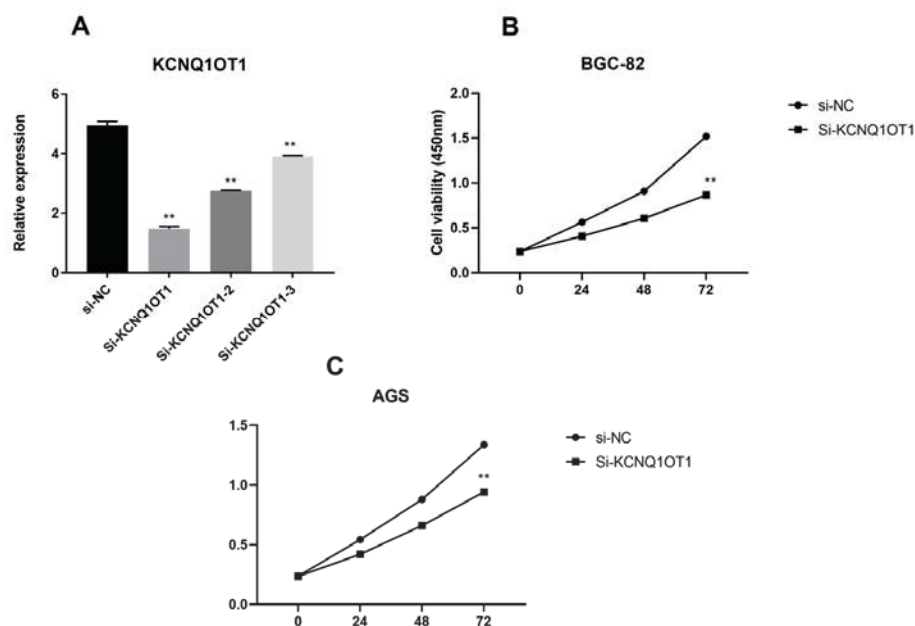 A
KCNQ1OT1
Relative expression
6
4
2
0
**
**
**
si-NC
Si-KCNQ1OT1
Si-KCNQ1OT1-2
Si-KCNQ1OT1-3
B
BGC-82
Cell viability (450nm)
2.0
1.5
1.0
0.5
0.0
**
0 24 48 72
si-NC
Si-KCNQ1OT1
C
AGS
1.5
1.0
0.5
0.0
**
0 24 48 72
si-NC
Si-KCNQ1OT1